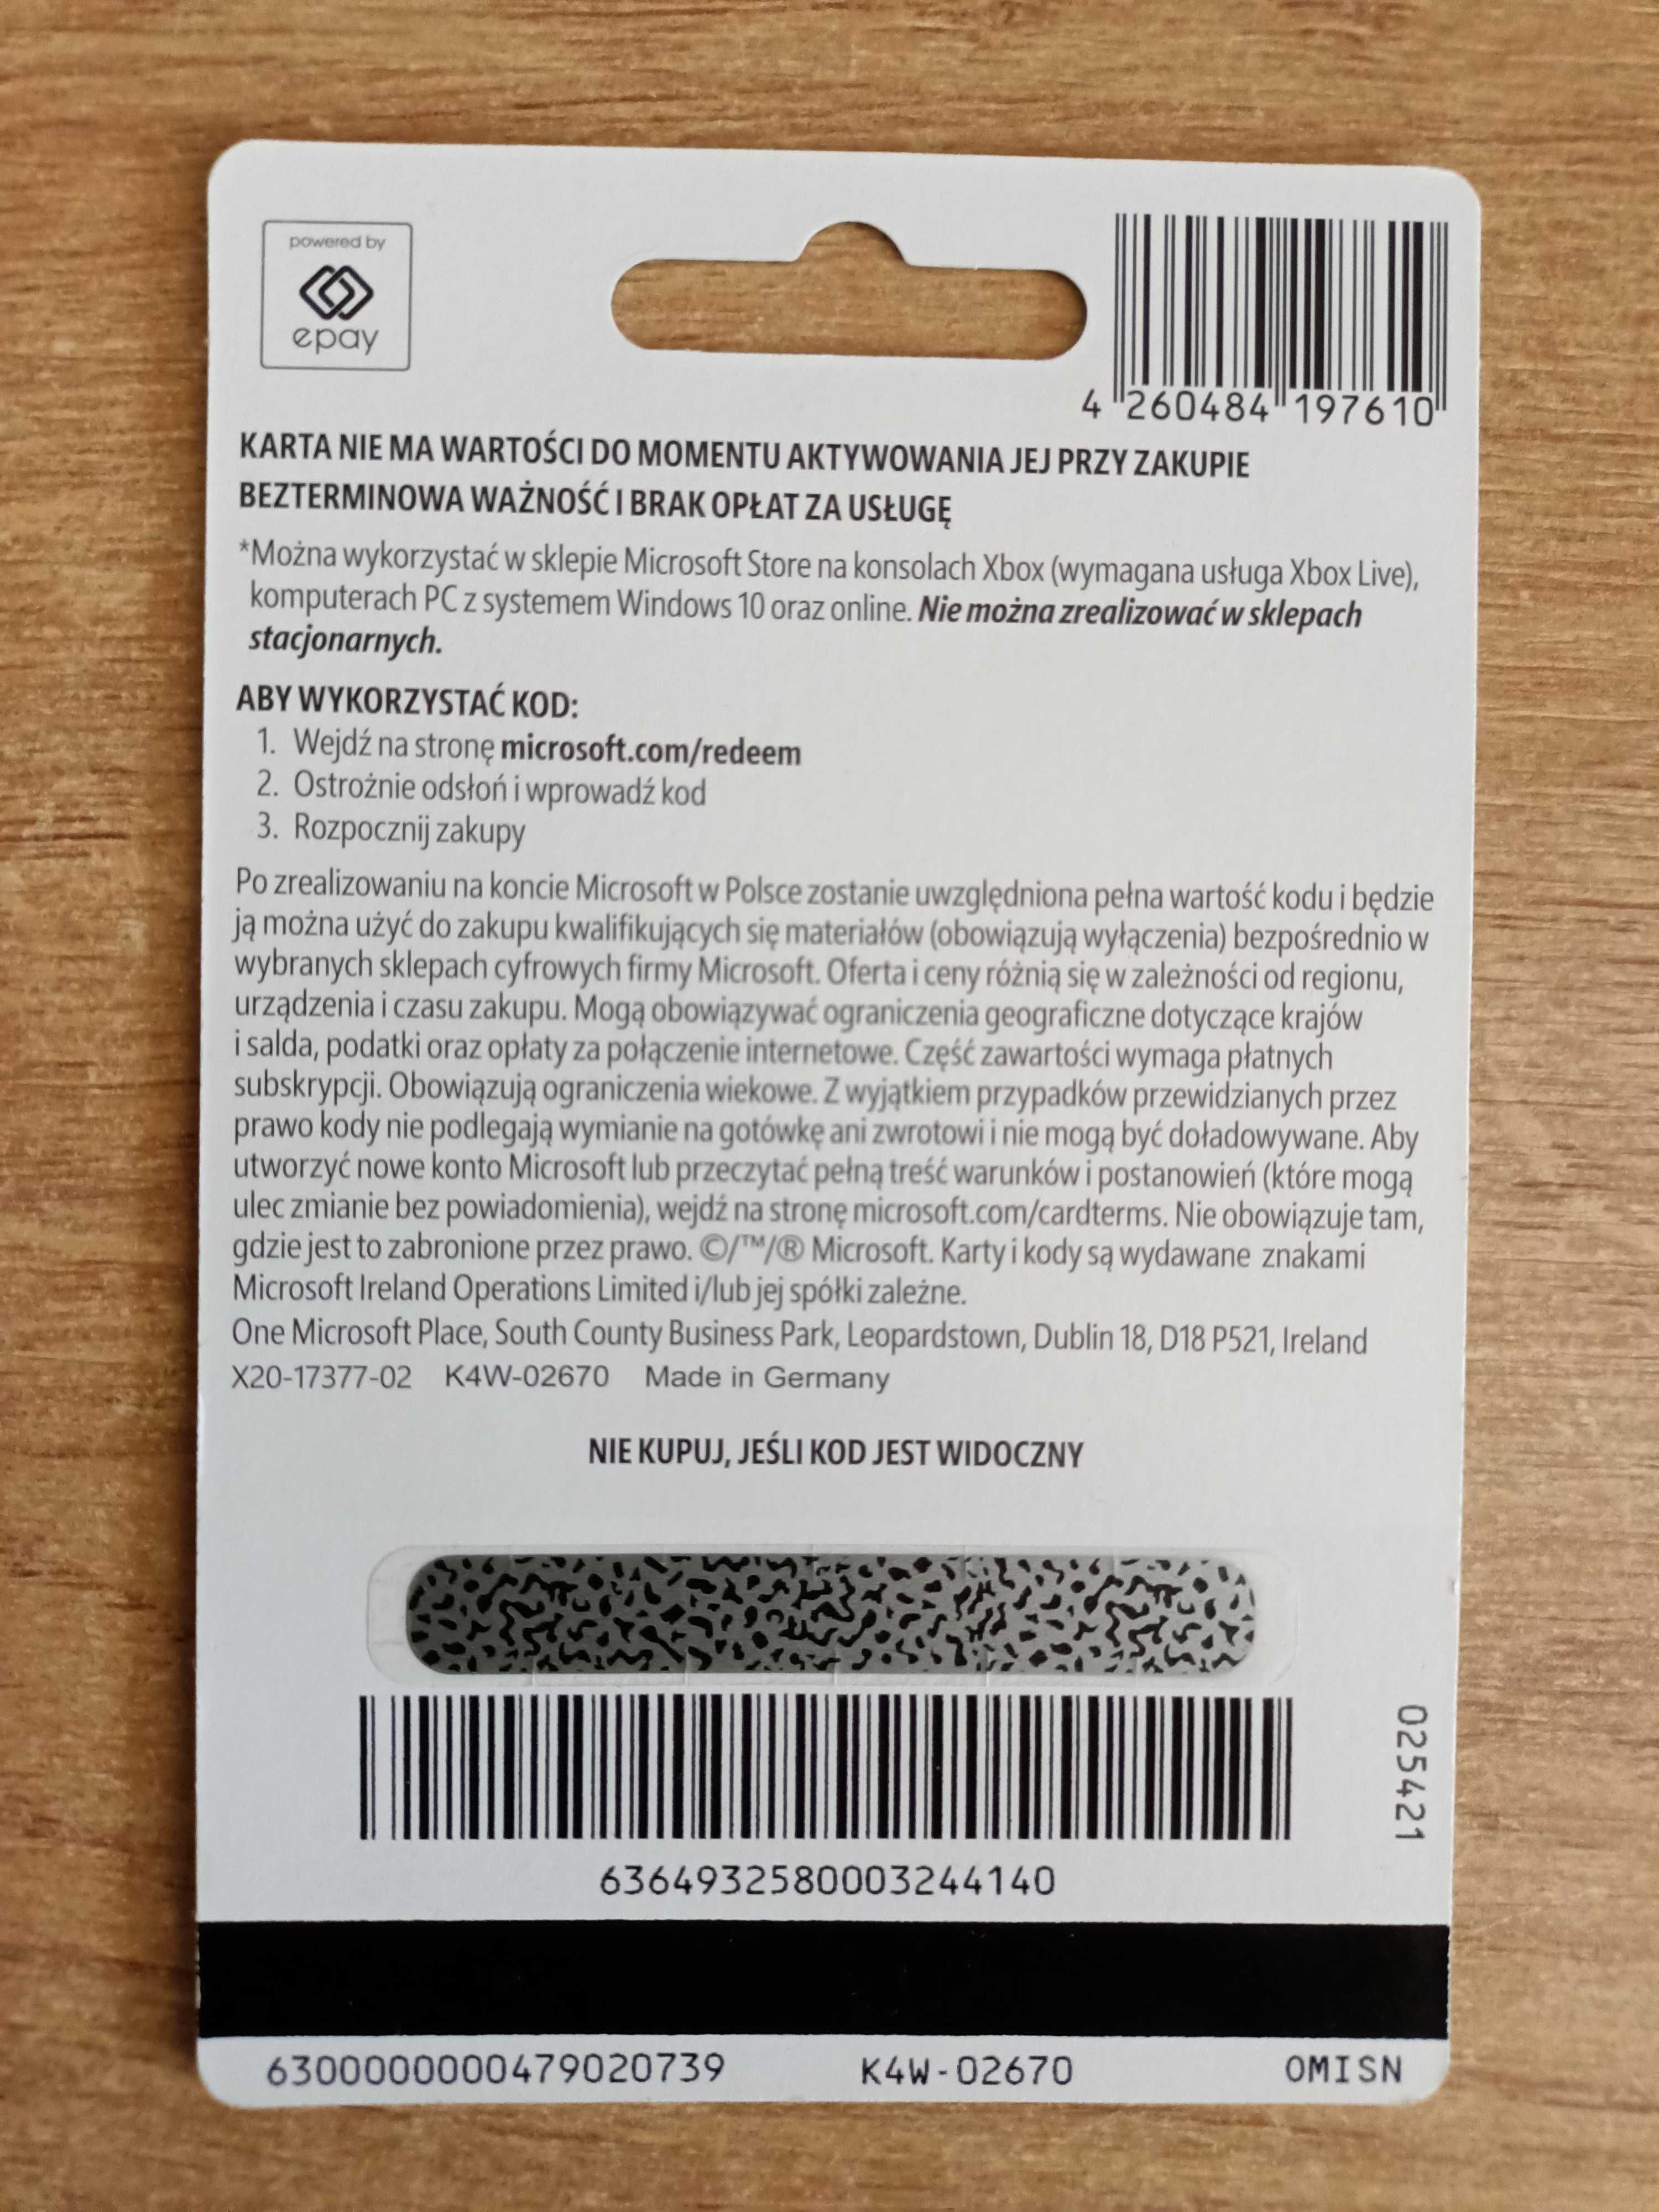 powered by
epay
4 260484 197610
KARTA NIE MA WARTOŚCI DO MOMENTU AKTYWOWANIA JEJ PRZY ZAKUPIE
BEZTERMINOWA WAŻNOŚĆ I BRAK OPŁAT ZA USŁUGĘ
*Można wykorzystać w sklepie Microsoft Store na konsolach Xbox (wymagana usługa Xbox Live),
komputerach PC z systemem Windows 10 oraz online. Nie można zrealizować w sklepach
stacjonarnych.
ABY WYKORZYSTAĆ KOD:
1. Wejdź na stronę microsoft.com/redeem
2. Ostrożnie odsłoń i wprowadź kod
3. Rozpocznij zakupy
Po zrealizowaniu na koncie Microsoft w Polsce zostanie uwzględniona pełna wartość kodu i będzie
ją można użyć do zakupu kwalifikujących się materiałów (obowiązują wyłączenia) bezpośrednio w
wybranych sklepach cyfrowych firmy Microsoft. Oferta i ceny różnią się w zależności od regionu,
urządzenia i czasu zakupu. Mogą obowiązywać ograniczenia geograficzne dotyczące krajów
i salda, podatki oraz opłaty za połączenie internetowe. Część zawartości wymaga płatnych
subskrypcji. Obowiązują ograniczenia wiekowe. Z wyjątkiem przypadków przewidzianych przez
prawo kody nie podlegają wymianie na gotówkę ani zwrotowi i nie mogą być doładowywane. Aby
utworzyć nowe konto Microsoft lub przeczytać pełną treść warunków i postanowień (które mogą
ulec zmianie bez powiadomienia), wejdź na stronę microsoft.com/cardterms. Nie obowiązuje tam,
gdzie jest to zabronione przez prawo. ©/™/® Microsoft. Karty i kody są wydawane znakami
Microsoft Ireland Operations Limited i/lub jej spółki zależne.
One Microsoft Place, South County Business Park, Leopardstown, Dublin 18, D18 P521, Ireland
X20-17377-02 K4W-02670 Made in Germany
NIE KUPUJ, JEŚLI KOD JEST WIDOCZNY
025421
6364932580003244140
6300000000479020739 K4W-02670 OMISN